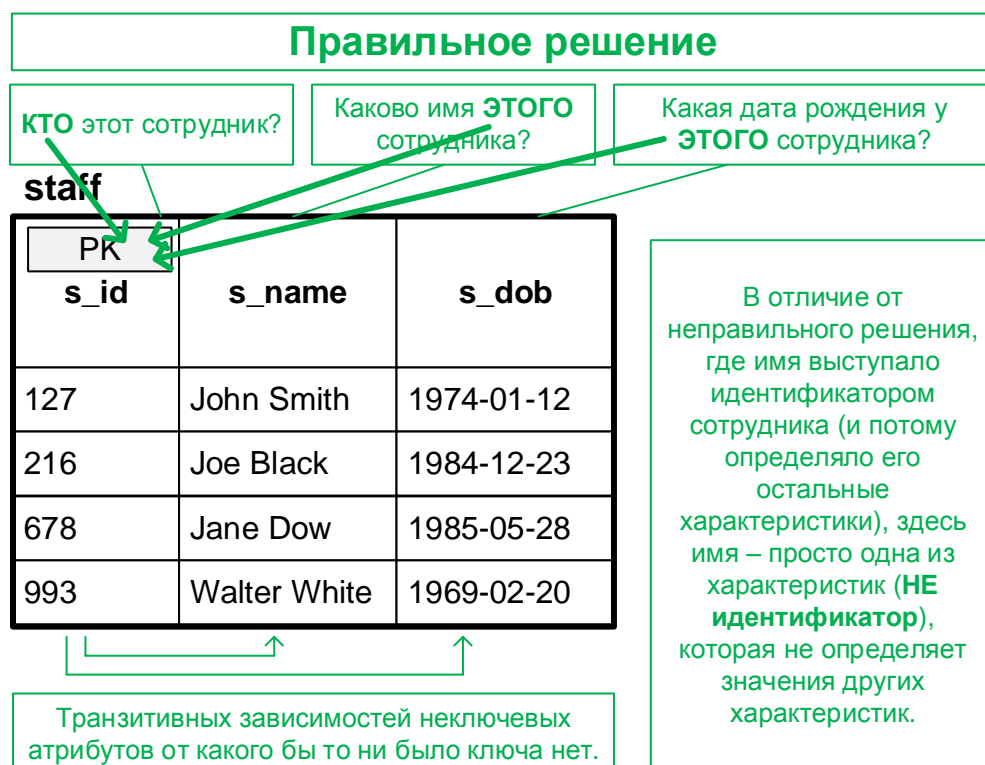 Правильное решение
КТО этот сотрудник?
Каково имя ЭТОГО
сотрудника?
Какая дата рождения у
ЭТОГО сотрудника?
staff
PK
s_id s_name s_dob
127 John Smith 1974-01-12
216 Joe Black 1984-12-23
678 Jane Dow 1985-05-28
993 Walter White 1969-02-20
В отличие от
неправильного решения,
где имя выступало
идентификатором
сотрудника (и потому
определяло его
остальные
характеристики), здесь
имя – просто одна из
характеристик (НЕ
идентификатор),
которая не определяет
значения других
характеристик.
Транзитивных зависимостей неключевых
атрибутов от какого бы то ни было ключа нет.